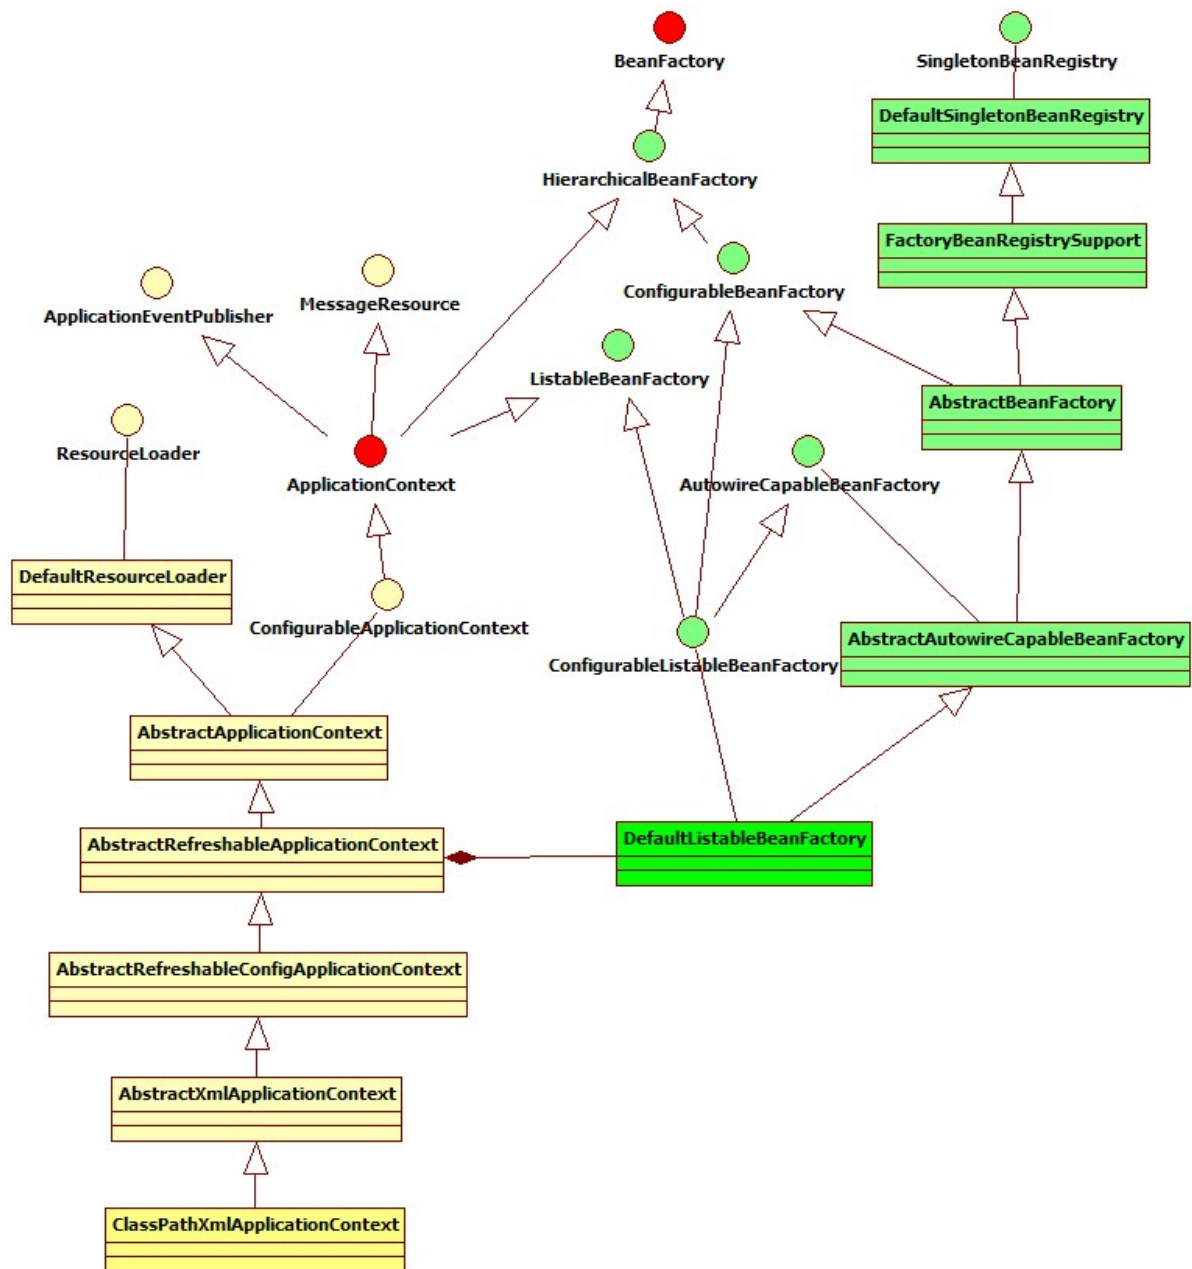 BeanFactory
SingletonBeanRegistry
DefaultSingletonBeanRegistry
HierarchicalBeanFactory
FactoryBeanRegistrySupport
ConfigurableBeanFactory
MessageResource
ApplicationEventPublisher
ListableBeanFactory
AbstractBeanFactory
ResourceLoader
ApplicationContext
AutowireCapableBeanFactory
DefaultResourceLoader
ConfigurableApplicationContext
AbstractAutowireCapableBeanFactory
ConfigurableListableBeanFactory
AbstractApplicationContext
AbstractRefreshableApplicationContext
DefaultListableBeanFactory
AbstractRefreshableConfigApplicationContext
AbstractXmlApplicationContext
ClassPathXmlApplicationContext